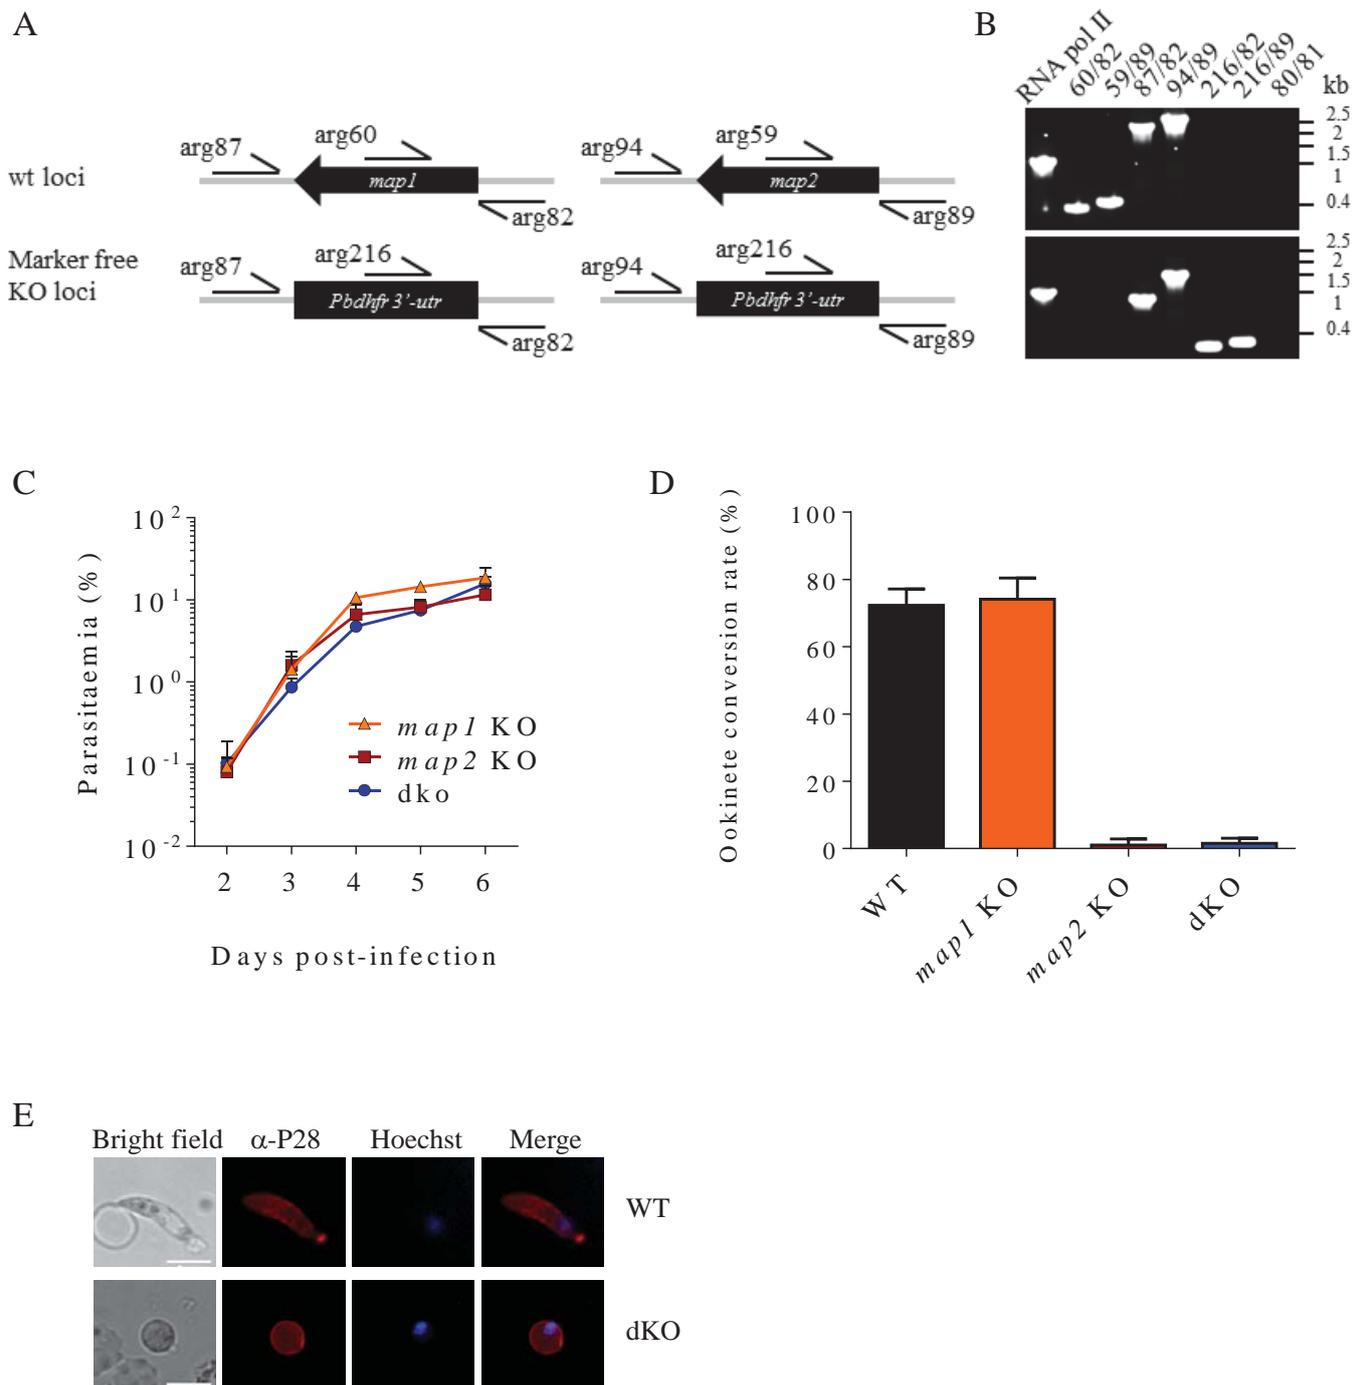 A
wt loci
arg87
arg60
map1
arg82
arg94
arg59
map2
arg89
Marker free
KO loci
arg87
arg216
Pbdhfr 3’-utr
arg82
arg94
arg216
Pbdhfr 3’-utr
arg89
B
RNA pol II
60/82
59/89
87/82
94/89
216/82
216/89
80/81
kb
2.5
2
1.5
1
0.4
2.5
2
1.5
1
0.4
C
Parasitaemia (%)
10 2
10 1
10 0
10 -1
10 -2
map1 KO
map2 KO
dko
2 3 4 5 6
Days post-infection
D
Ookinete conversion rate (%)
100
80
60
40
20
0
WT
map1 KO
map2 KO
dKO
E
Bright field α-P28 Hoechst Merge
WT
dKO